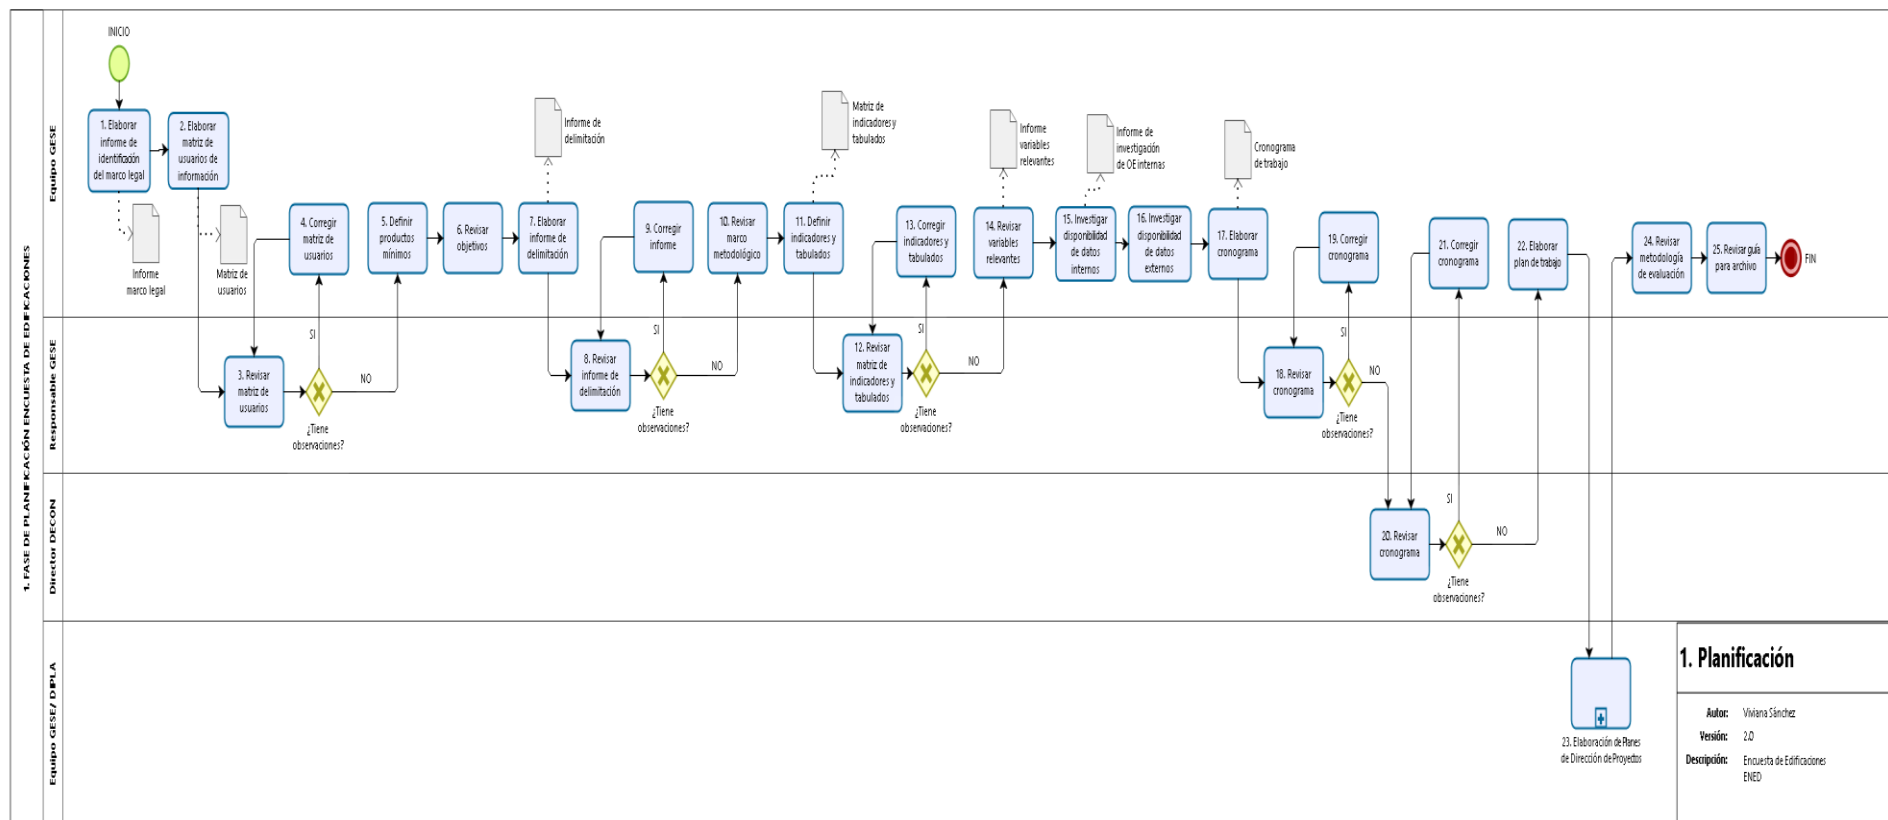 1. FASE DE PLANIFICACIÓN ENCUESTA DE EDIFICACIONES
Equipo GESE
INICIO
1. Elaborar
informe de
identificación
del marco legal
2. Elaborar
matriz de
usuarios de
información
Informe
marco legal
Matriz de
usuarios
4. Corregir
matriz de
usuarios
5. Definir
productos
mínimos
6. Revisar
objetivos
7. Elaborar
informe de
delimitación
Informe de
delimitación
9. Corregir
informe
10. Revisar
marco
metodológico
11. Definir
indicadores y
tabulados
Matriz de
indicadores y
tabulados
13. Corregir
indicadores y
tabulados
14. Revisar
variables
relevantes
Informe
variables
relevantes
15. Investigar
disponibilidad
de datos
internos
Informe de
investigación
de OE internas
16. Investigar
disponibilidad
de datos
externos
17. Elaborar
cronograma
Cronograma
de trabajo
19. Corregir
cronograma
21. Corregir
cronograma
22. Elaborar
plan de trabajo
24. Revisar
metodología
de evaluación
25. Revisar guía
para archivo
FIN
Responsable GESE
3. Revisar
matriz de
usuarios
SI
NO
¿Tiene
observaciones?
8. Revisar
informe de
delimitación
SI
NO
¿Tiene
observaciones?
12. Revisar
matriz de
indicadores y
tabulados
SI
NO
¿Tiene
observaciones?
18. Revisar
cronograma
SI
NO
¿Tiene
observaciones?
Director DECON
20. Revisar
cronograma
SI
NO
¿Tiene
observaciones?
Equipo GESE/ DIPLA
23. Elaboración de Planes
de Dirección de Proyectos
1. Planificación
Autor: Viviana Sánchez
Versión: 2.0
Descripción: Encuesta de Edificaciones
ENED